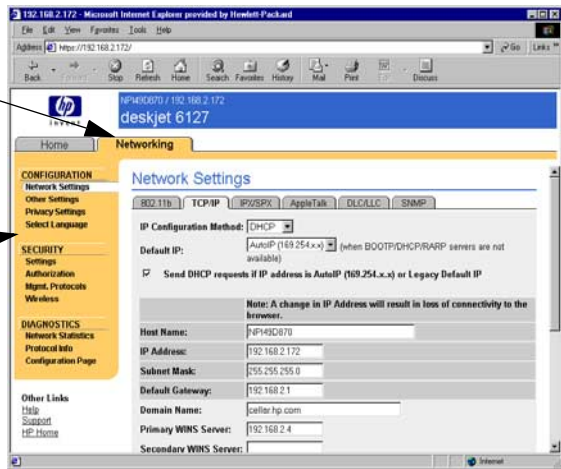 192.168.2.172 - Microsoft Internet Explorer provided by Hewlett-Packard
File Edit View Favorites Tools Help
Address https://192.168.2.172/ Go Links »
Back Forward Stop Refresh Home Search Favorites History Mail Print Edit Discuss
hp
invent
NPI49D870 / 192.168.2.172
deskjet 6127
Home Networking
CONFIGURATION
Network Settings
Other Settings
Privacy Settings
Select Language
SECURITY
Settings
Authorization
Mgmt. Protocols
Wireless
DIAGNOSTICS
Network Statistics
Protocol Info
Configuration Page
Other Links
Help
Support
HP Home
Network Settings
802.11b TCP/IP IPX/SPX AppleTalk DLC/LLC SNMP
IP Configuration Method: DHCP
Default IP: AutoIP (169.254.x.x) (when BOOTP/DHCP/RARP servers are not
available)
Send DHCP requests if IP address is AutoIP (169.254.x.x) or Legacy Default IP
Note: A change in IP Address will result in loss of connectivity to the
browser.
Host Name: NPI49D870
IP Address: 192.168.2.172
Subnet Mask: 255.255.255.0
Default Gateway: 192.168.2.1
Domain Name: cellar.hp.com
Primary WINS Server: 192.168.2.4
Secondary WINS Server:
Internet